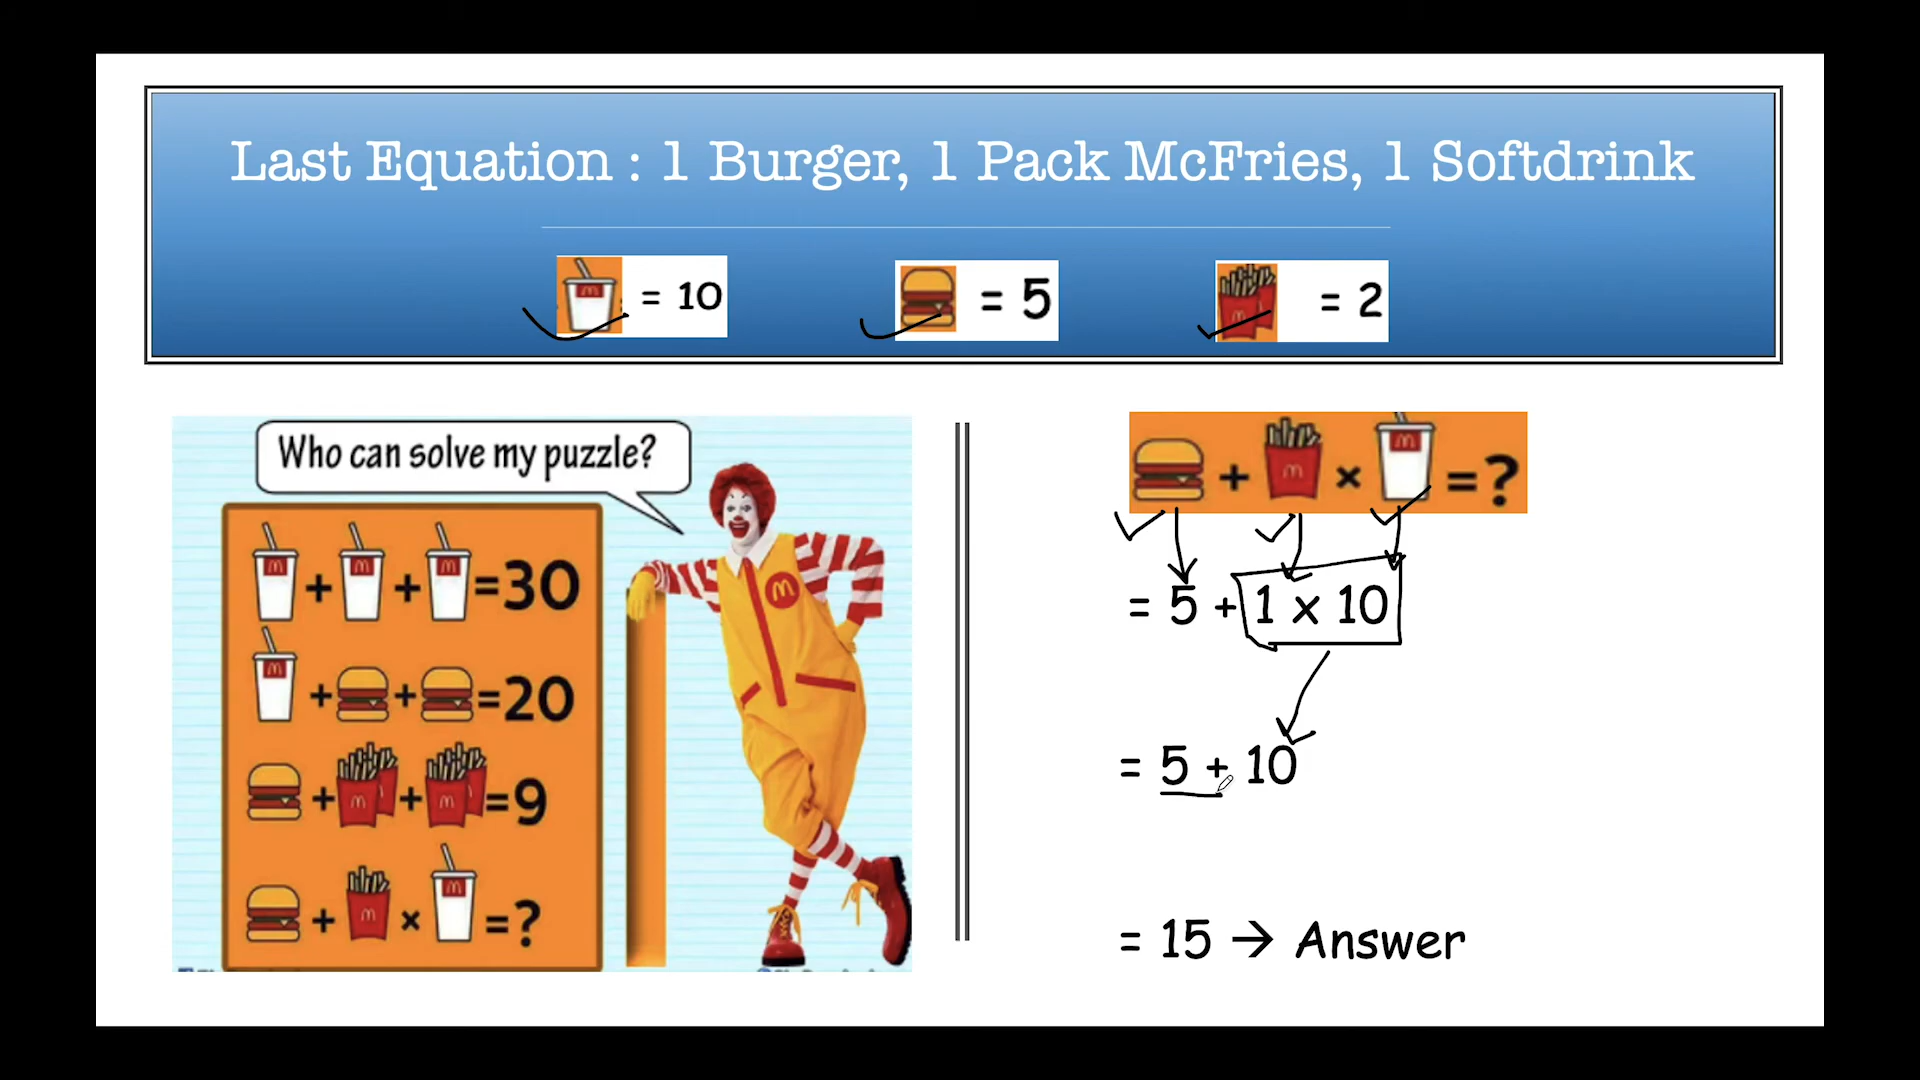 Last Equation : 1 Burger, 1 Pack McFries, 1 Softdrink
= 10
= 5
= 2
Who can solve my puzzle?
+ + =30
+ + =20
+ + =9
+ × =?
+ × =?
= 5 + 1 x 10
= 5 + 10
= 15 → Answer